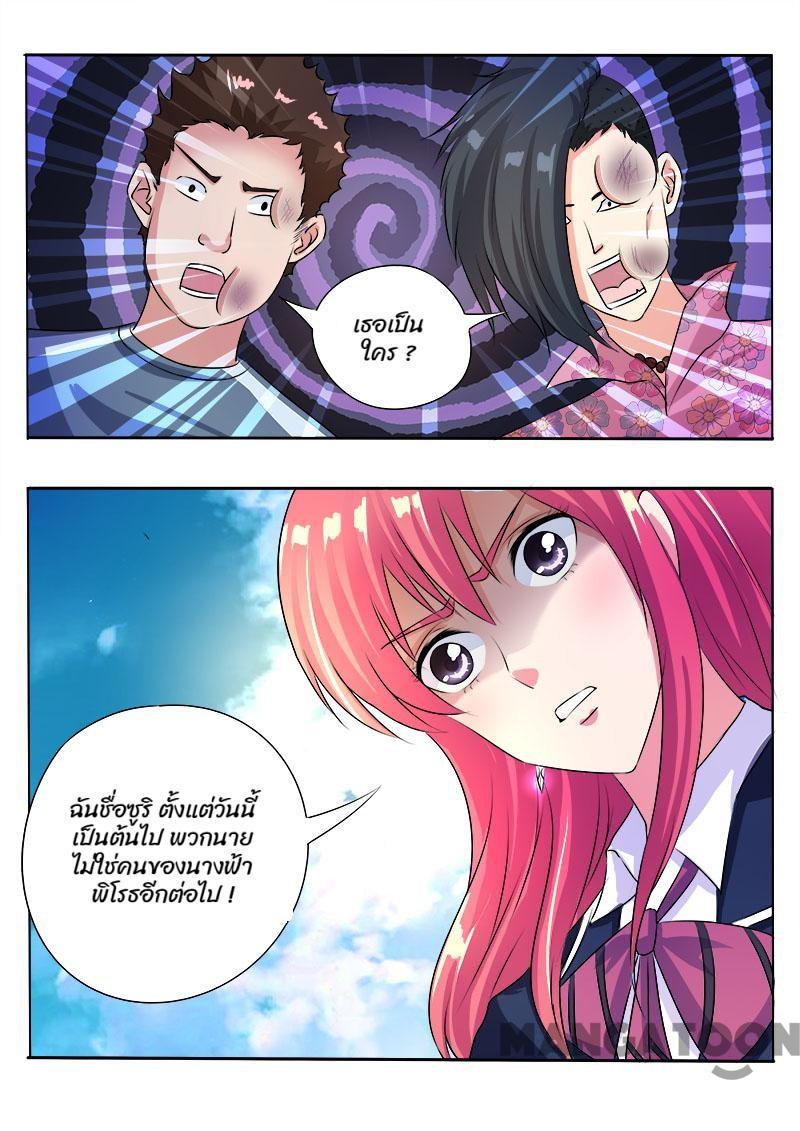 เธอเป็น
ใคร ?
ฉันชื่อซูริ ตั้งแต่วันนี้
เป็นต้นไป พวกนาย
ไม่ใช่คนของนางฟ้า
พิโรธอีกต่อไป !
MANGATOON